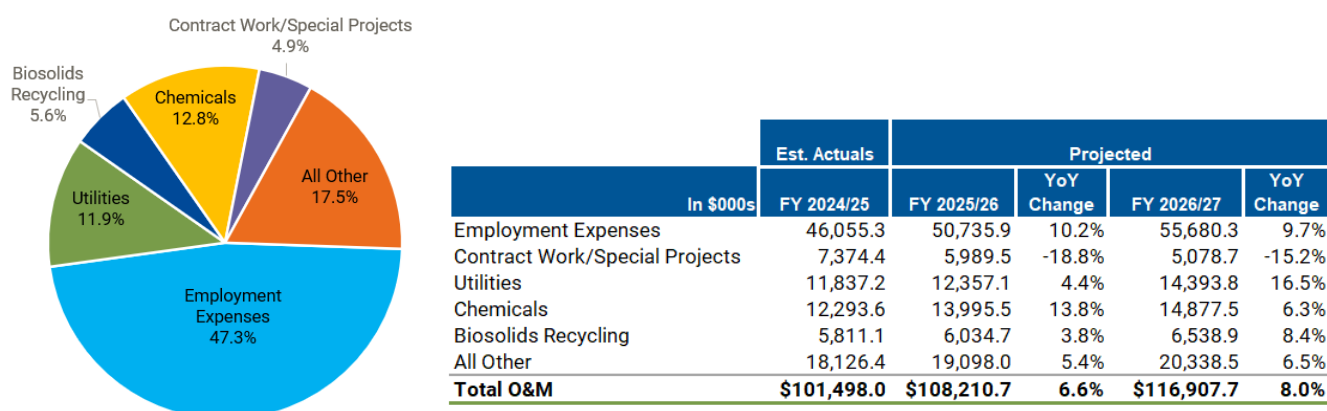 Contract Work/Special Projects
4.9%
Biosolids
Recycling
5.6%
Chemicals
12.8%
All Other
17.5%
Utilities
11.9%
Employment
Expenses
47.3%
Est. Actuals Projected
In $000s FY 2024/25 FY 2025/26 YoY Change FY 2026/27 YoY Change
Employment Expenses 46,055.3 50,735.9 10.2% 55,680.3 9.7%
Contract Work/Special Projects 7,374.4 5,989.5 -18.8% 5,078.7 -15.2%
Utilities 11,837.2 12,357.1 4.4% 14,393.8 16.5%
Chemicals 12,293.6 13,995.5 13.8% 14,877.5 6.3%
Biosolids Recycling 5,811.1 6,034.7 3.8% 6,538.9 8.4%
All Other 18,126.4 19,098.0 5.4% 20,338.5 6.5%
Total O&M $101,498.0 $108,210.7 6.6% $116,907.7 8.0%